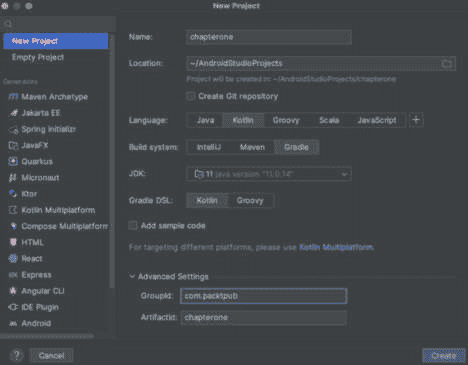 New Project
New Project
Empty Project
Generators
Maven Archetype
Jakarta EE
Spring Initializr
JavaFX
Quarkus
Micronaut
Ktor
Kotlin Multiplatform
Compose Multiplatform
HTML
React
Express
Angular CLI
IDE Plugin
Android
Name: chapterone
Location: ~/AndroidStudioProjects
Project will be created in: ~/AndroidStudioProjects/chapterone
Create Git repository
Language: Java Kotlin Groovy Scala JavaScript +
Build system: IntelliJ Maven Gradle
JDK: 11 java version "11.0.14"
Gradle DSL: Kotlin Groovy
Add sample code
For targeting different platforms, please use Kotlin Multiplatform.
Advanced Settings
GroupId: com.packtpub
ArtifactId: chapterone
? Cancel Create